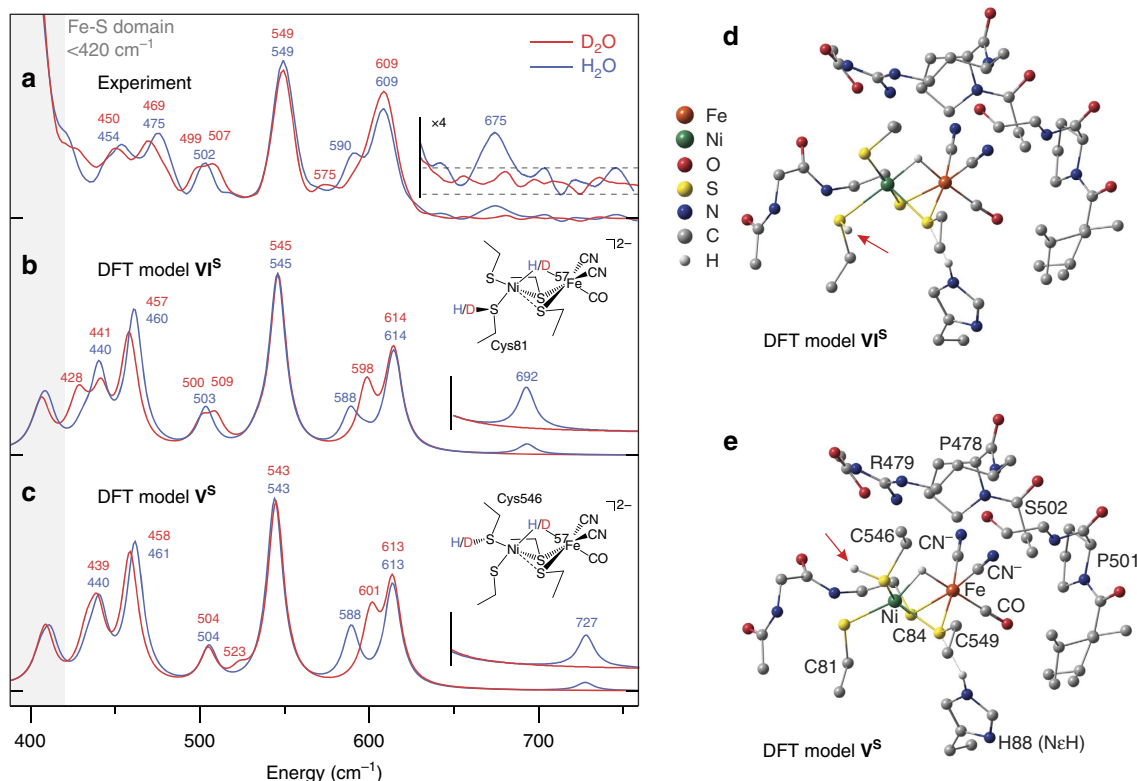 Fe-S domain
<420 cm⁻¹
a
Experiment
549
549
D₂O
H₂O
609
609
450
454
469
475
499
507
502
575
590
×4
675
b
DFT model VIˢ
545
545
457
460
441
440
428
500
509
503
598
588
614
614
692
H/D
57
Ni
Fe
CN
CN
CO
S
S
S
S
H/D
Cys81
2−
c
DFT model Vˢ
543
543
458
461
439
440
504
504
523
601
588
613
613
727
Cys546
H/D
H/D
57
Ni
Fe
CN
CN
CO
S
S
S
S
2−
400
500
600
700
Energy (cm⁻¹)
d
Fe
Ni
O
S
N
C
H
DFT model VIˢ
e
P478
R479
S502
C546
CN⁻
P501
CN⁻
Fe
CO
Ni
C84
C549
C81
H88 (NεH)
DFT model Vˢ